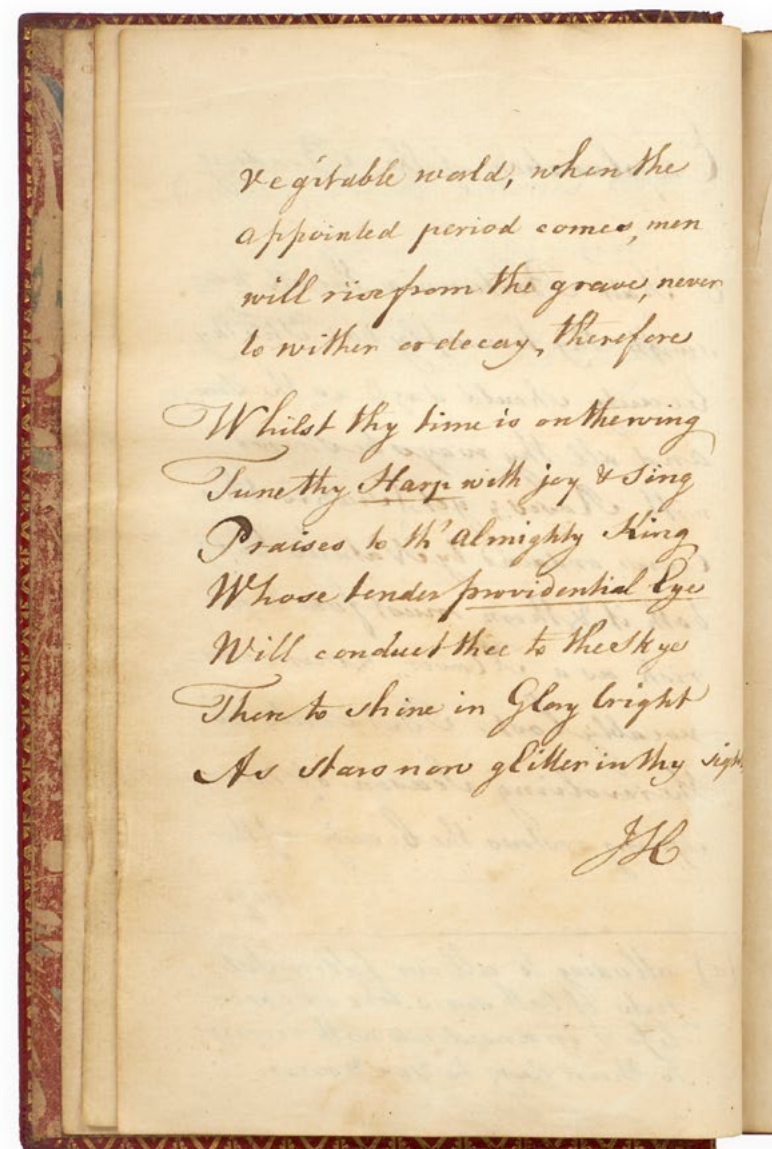 vegitable world, when the
appointed period comes, men
will rise from the grave, never
to wither or decay, therefore
Whilst thy time is on the wing
Tune thy Harp with joy & sing
Praises to th' almighty King
Whose tender providential Eye
Will conduct thee to the Skye
There to shine in Glory bright
As stars now glitter in thy sight
JH